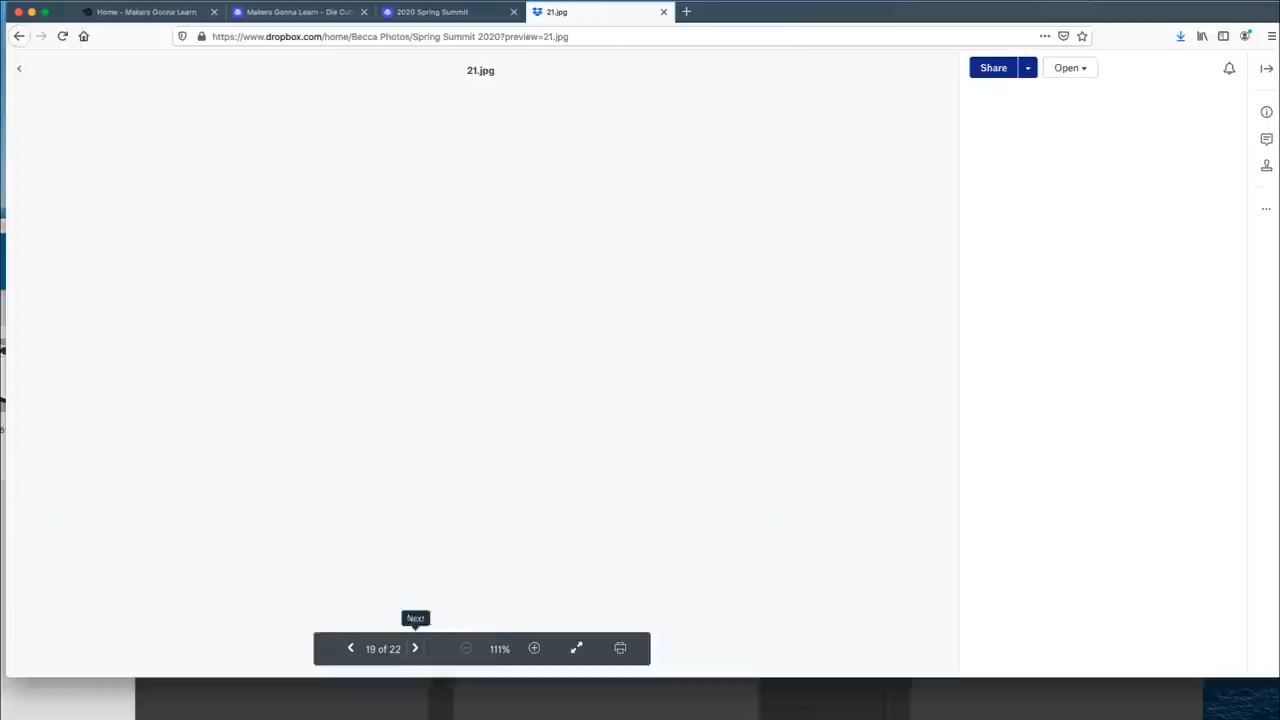 Home - Makers Gonna Learn
Makers Gonna Learn - Die Cut
2020 Spring Summit
21.jpg
https://www.dropbox.com/home/Becca Photos/Spring Summit 2020?preview=21.jpg
21.jpg
Share
Open
Next
19 of 22
111%